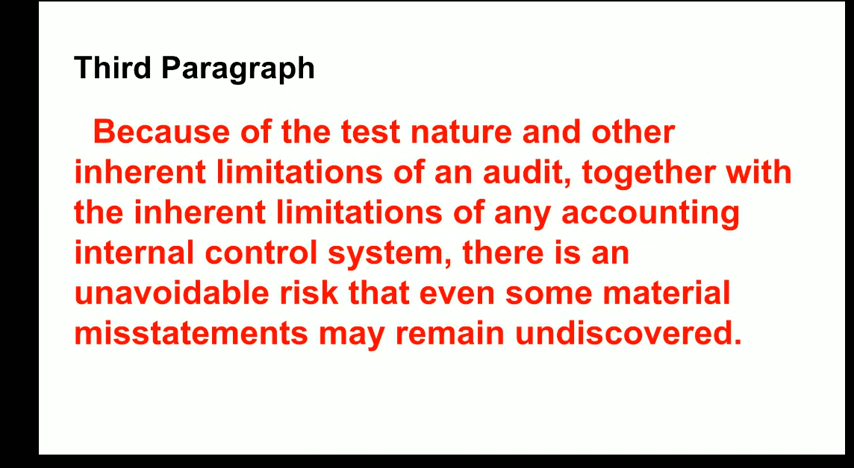 Third Paragraph
Because of the test nature and other
inherent limitations of an audit, together with
the inherent limitations of any accounting
internal control system, there is an
unavoidable risk that even some material
misstatements may remain undiscovered.